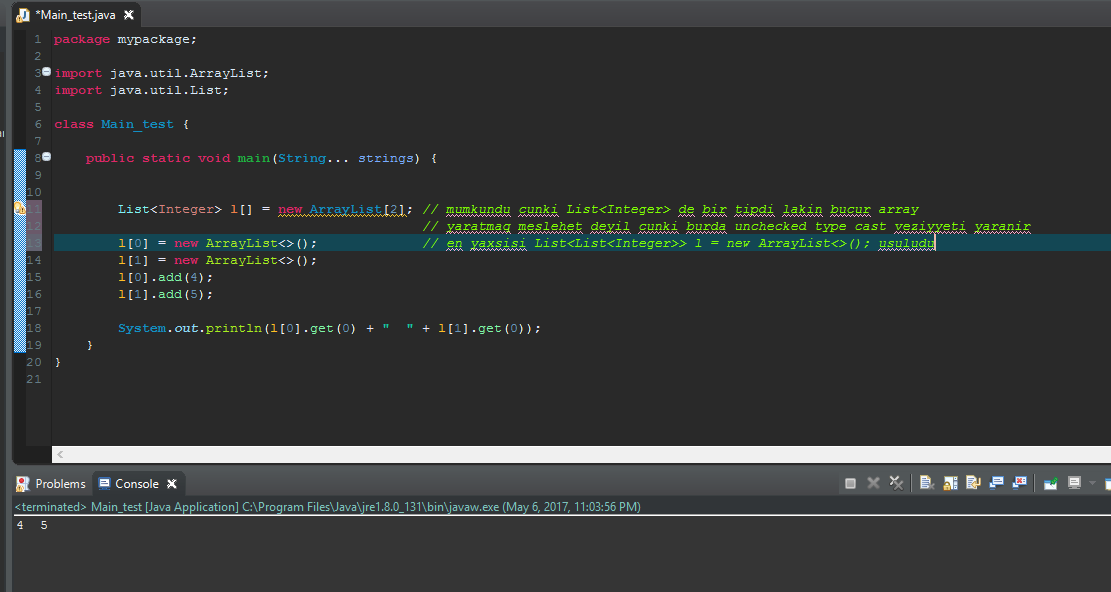 *Main_test.java
1 package mypackage;
2
3 import java.util.ArrayList;
4 import java.util.List;
5
6 class Main_test {
7
8 public static void main(String... strings) {
9
10
11 List<Integer> l[] = new ArrayList[2]; // mumkundu cunki List<Integer> de bir tipdi lakin bucur array
12 // yaratmaq meslehet deyil cunki burda unchecked type cast veziyyeti yaranir
13 l[0] = new ArrayList<>(); // en yaxsisi List<List<Integer>> l = new ArrayList<>(); usuludu
14 l[1] = new ArrayList<>();
15 l[0].add(4);
16 l[1].add(5);
17
18 System.out.println(l[0].get(0) + "  " + l[1].get(0));
19 }
20 }
21
Problems Console
<terminated> Main_test [Java Application] C:\Program Files\Java\jre1.8.0_131\bin\javaw.exe (May 6, 2017, 11:03:56 PM)
4  5